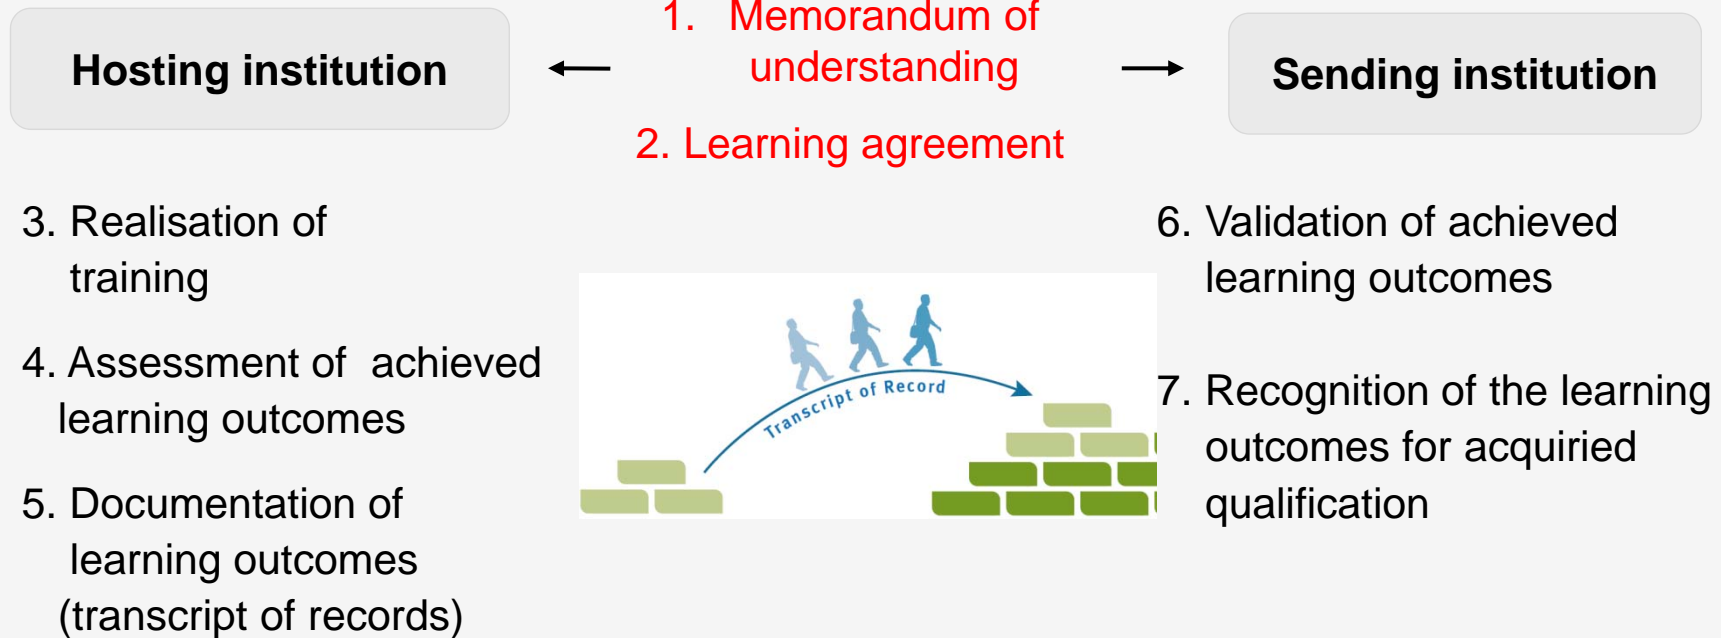 Hosting institution
1. Memorandum of
understanding
2. Learning agreement
Sending institution
3. Realisation of
training
4. Assessment of achieved
learning outcomes
5. Documentation of
learning outcomes
(transcript of records)
Transcript of Record
6. Validation of achieved
learning outcomes
7. Recognition of the learning
outcomes for acquiried
qualification